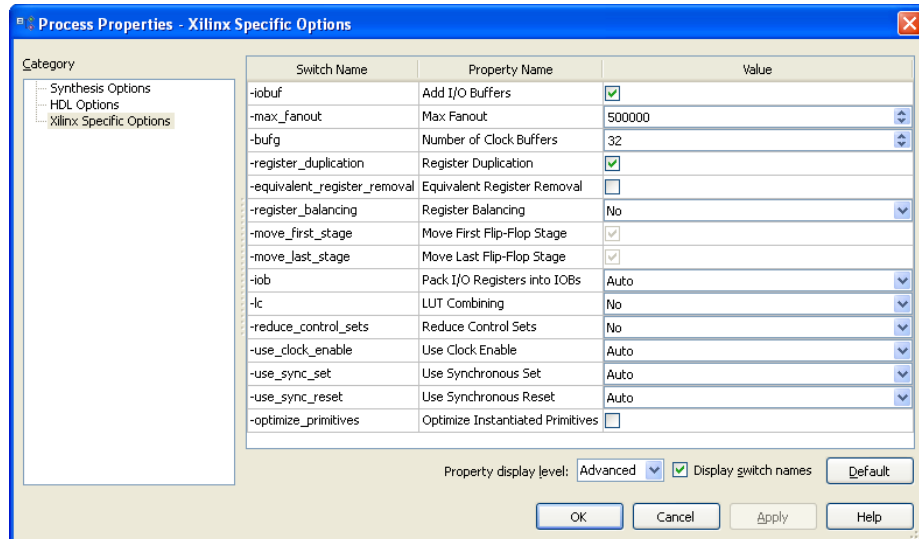 Process Properties - Xilinx Specific Options
Category
Synthesis Options
HDL Options
Xilinx Specific Options
Switch Name Property Name Value
-iobuf Add I/O Buffers
-max_fanout Max Fanout 500000
-bufg Number of Clock Buffers 32
-register_duplication Register Duplication
-equivalent_register_removal Equivalent Register Removal
-register_balancing Register Balancing No
-move_first_stage Move First Flip-Flop Stage
-move_last_stage Move Last Flip-Flop Stage
-iob Pack I/O Registers into IOBs Auto
-lc LUT Combining No
-reduce_control_sets Reduce Control Sets No
-use_clock_enable Use Clock Enable Auto
-use_sync_set Use Synchronous Set Auto
-use_sync_reset Use Synchronous Reset Auto
-optimize_primitives Optimize Instantiated Primitives
Property display level: Advanced Display switch names Default
OK Cancel Apply Help